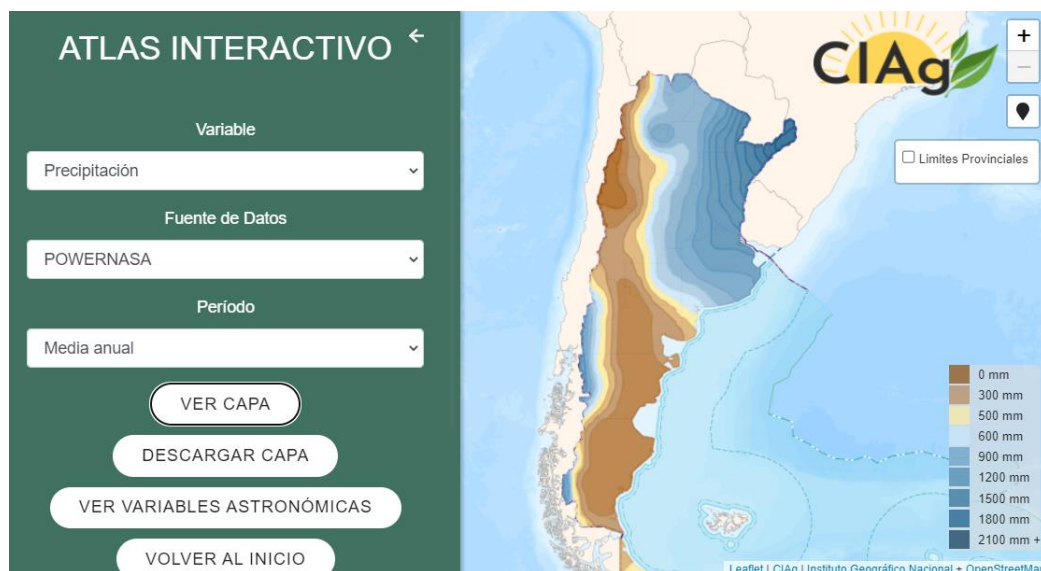 ATLAS INTERACTIVO
Variable
Precipitación
Fuente de Datos
POWERNASA
Período
Media anual
VER CAPA
DESCARGAR CAPA
VER VARIABLES ASTRONÓMICAS
VOLVER AL INICIO
CIAg
+
−
Limites Provinciales
0 mm
300 mm
500 mm
600 mm
900 mm
1200 mm
1500 mm
1800 mm
2100 mm +
Leaflet | CIAg | Instituto Geográfico Nacional + OpenStreetMap